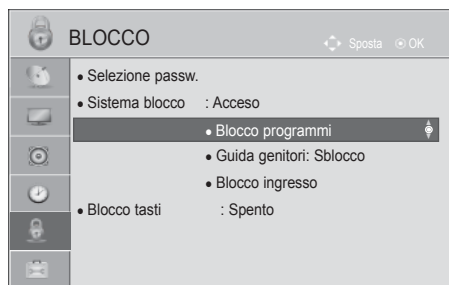 BLOCCO
Sposta OK
• Selezione passw.
• Sistema blocco : Acceso
• Blocco programmi
• Guida genitori: Sblocco
• Blocco ingresso
• Blocco tasti : Spento